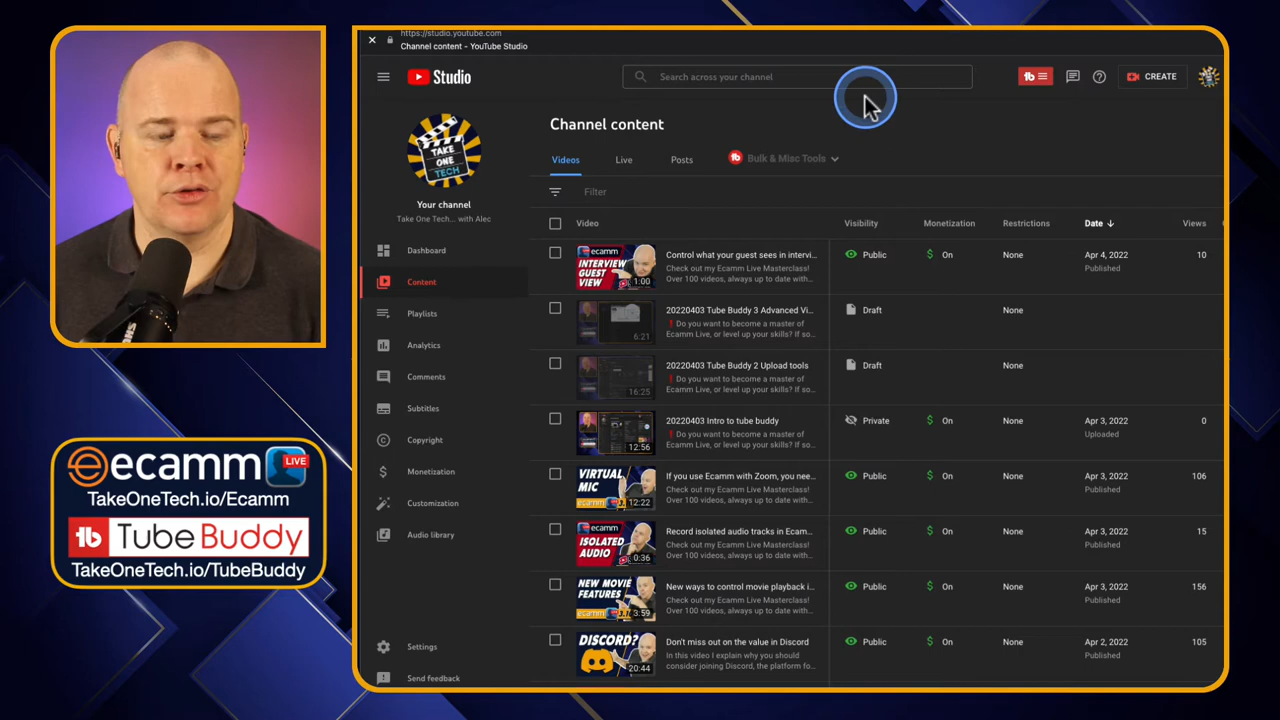 https://studio.youtube.com
Channel content - YouTube Studio
Studio
Search across your channel
CREATE
TAKE ONE TECH
Your channel
Take One Tech... with Alec
Dashboard
Content
Playlists
Analytics
Comments
Subtitles
Copyright
Monetization
Customization
Audio library
Settings
Send feedback
Channel content
Videos Live Posts Bulk & Misc Tools
Filter
Video Visibility Monetization Restrictions Date Views
ecamm
INTERVIEW
GUEST
VIEW
1:00
Control what your guest sees in intervi...
Check out my Ecamm Live Masterclass!
Over 100 videos, always up to date with...
Public On None Apr 4, 2022 10
Published
6:21
20220403 Tube Buddy 3 Advanced Vi...
❗Do you want to become a master of
Ecamm Live, or level up your skills? If so...
Draft None
16:25
20220403 Tube Buddy 2 Upload tools
❗Do you want to become a master of
Ecamm Live, or level up your skills? If so...
Draft None
12:56
20220403 Intro to tube buddy
❗Do you want to become a master of
Ecamm Live, or level up your skills? If so...
Private On None Apr 3, 2022 0
Uploaded
VIRTUAL
MIC
ecamm
12:22
If you use Ecamm with Zoom, you nee...
Check out my Ecamm Live Masterclass!
Over 100 videos, always up to date with...
Public On None Apr 3, 2022 106
Published
ecamm
ISOLATED
AUDIO
0:36
Record isolated audio tracks in Ecam...
Check out my Ecamm Live Masterclass!
Over 100 videos, always up to date with...
Public On None Apr 3, 2022 15
Published
NEW MOVIE
FEATURES
ecamm
3:59
New ways to control movie playback i...
Check out my Ecamm Live Masterclass!
Over 100 videos, always up to date with...
Public On None Apr 3, 2022 156
Published
DISCORD?
20:44
Don't miss out on the value in Discord
In this video I explain why you should
consider joining Discord, the platform fo...
Public On None Apr 2, 2022 105
Published
ecamm LIVE
TakeOneTech.io/Ecamm
tb TubeBuddy
TakeOneTech.io/TubeBuddy